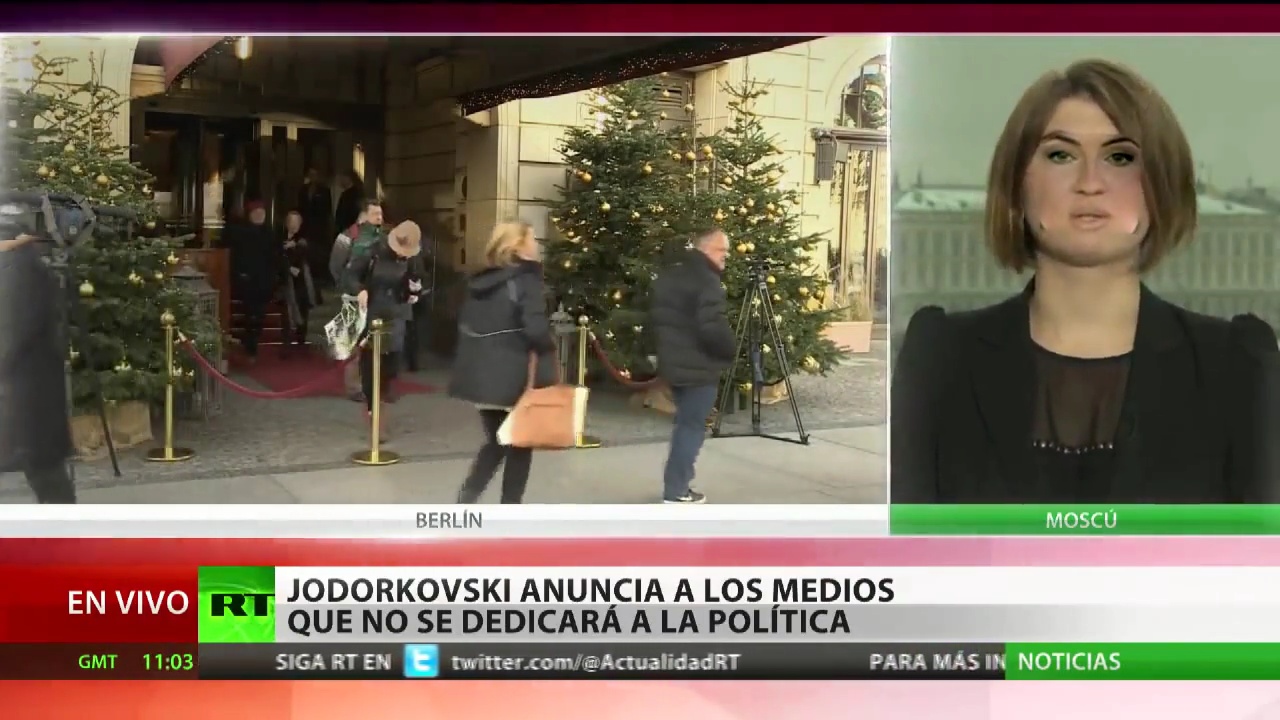 BERLÍN
MOSCÚ
EN VIVO
RT
JODORKOVSKI ANUNCIA A LOS MEDIOS
QUE NO SE DEDICARÁ A LA POLÍTICA
GMT 11:03
SIGA RT EN twitter.com/@ActualidadRT PARA MÁS IN
NOTICIAS